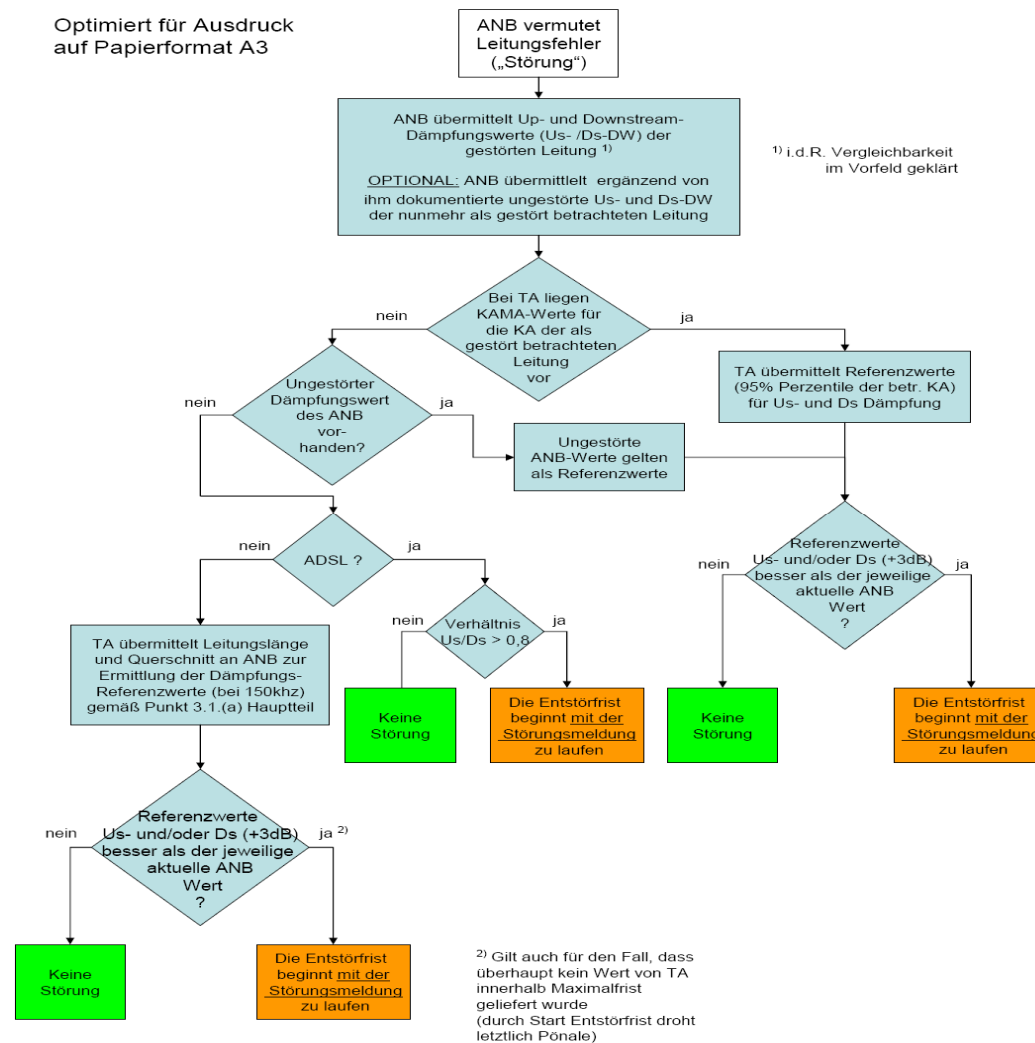 Optimiert für Ausdruck
auf Papierformat A3
ANB vermutet
Leitungsfehler
(„Störung“)
ANB übermittelt Up- und Downstream-
Dämpfungswerte (Us- /Ds-DW) der
gestörten Leitung 1)
OPTIONAL: ANB übermittlelt ergänzend von
ihm dokumentierte ungestörte Us- und Ds-DW
der nunmehr als gestört betrachteten Leitung
1) i.d.R. Vergleichbarkeit
im Vorfeld geklärt
Bei TA liegen
KAMA-Werte für
die KA der als
gestört betrachteten
Leitung
vor
nein
ja
Ungestörter
Dämpfungswert
des ANB
vor-
handen?
nein
ja
TA übermittelt Referenzwerte
(95% Perzentile der betr. KA)
für Us- und Ds Dämpfung
Ungestörte
ANB-Werte gelten
als Referenzwerte
ADSL ?
nein
ja
Referenzwerte
Us- und/oder Ds (+3dB)
besser als der jeweilige
aktuelle ANB
Wert
?
nein
ja
Verhältnis
Us/Ds > 0,8
nein
ja
TA übermittelt Leitungslänge
und Querschnitt an ANB zur
Ermittlung der Dämpfungs-
Referenzwerte (bei 150khz)
gemäß Punkt 3.1.(a) Hauptteil
Keine
Störung
Die Entstörfrist
beginnt mit der
Störungsmeldung
zu laufen
Keine
Störung
Die Entstörfrist
beginnt mit der
Störungsmeldung
zu laufen
Referenzwerte
Us- und/oder Ds (+3dB)
besser als der jeweilige
aktuelle ANB
Wert
?
nein
ja 2)
Keine
Störung
Die Entstörfrist
beginnt mit der
Störungsmeldung
zu laufen
2) Gilt auch für den Fall, dass
überhaupt kein Wert von TA
innerhalb Maximalfrist
geliefert wurde
(durch Start Entstörfrist droht
letztlich Pönale)